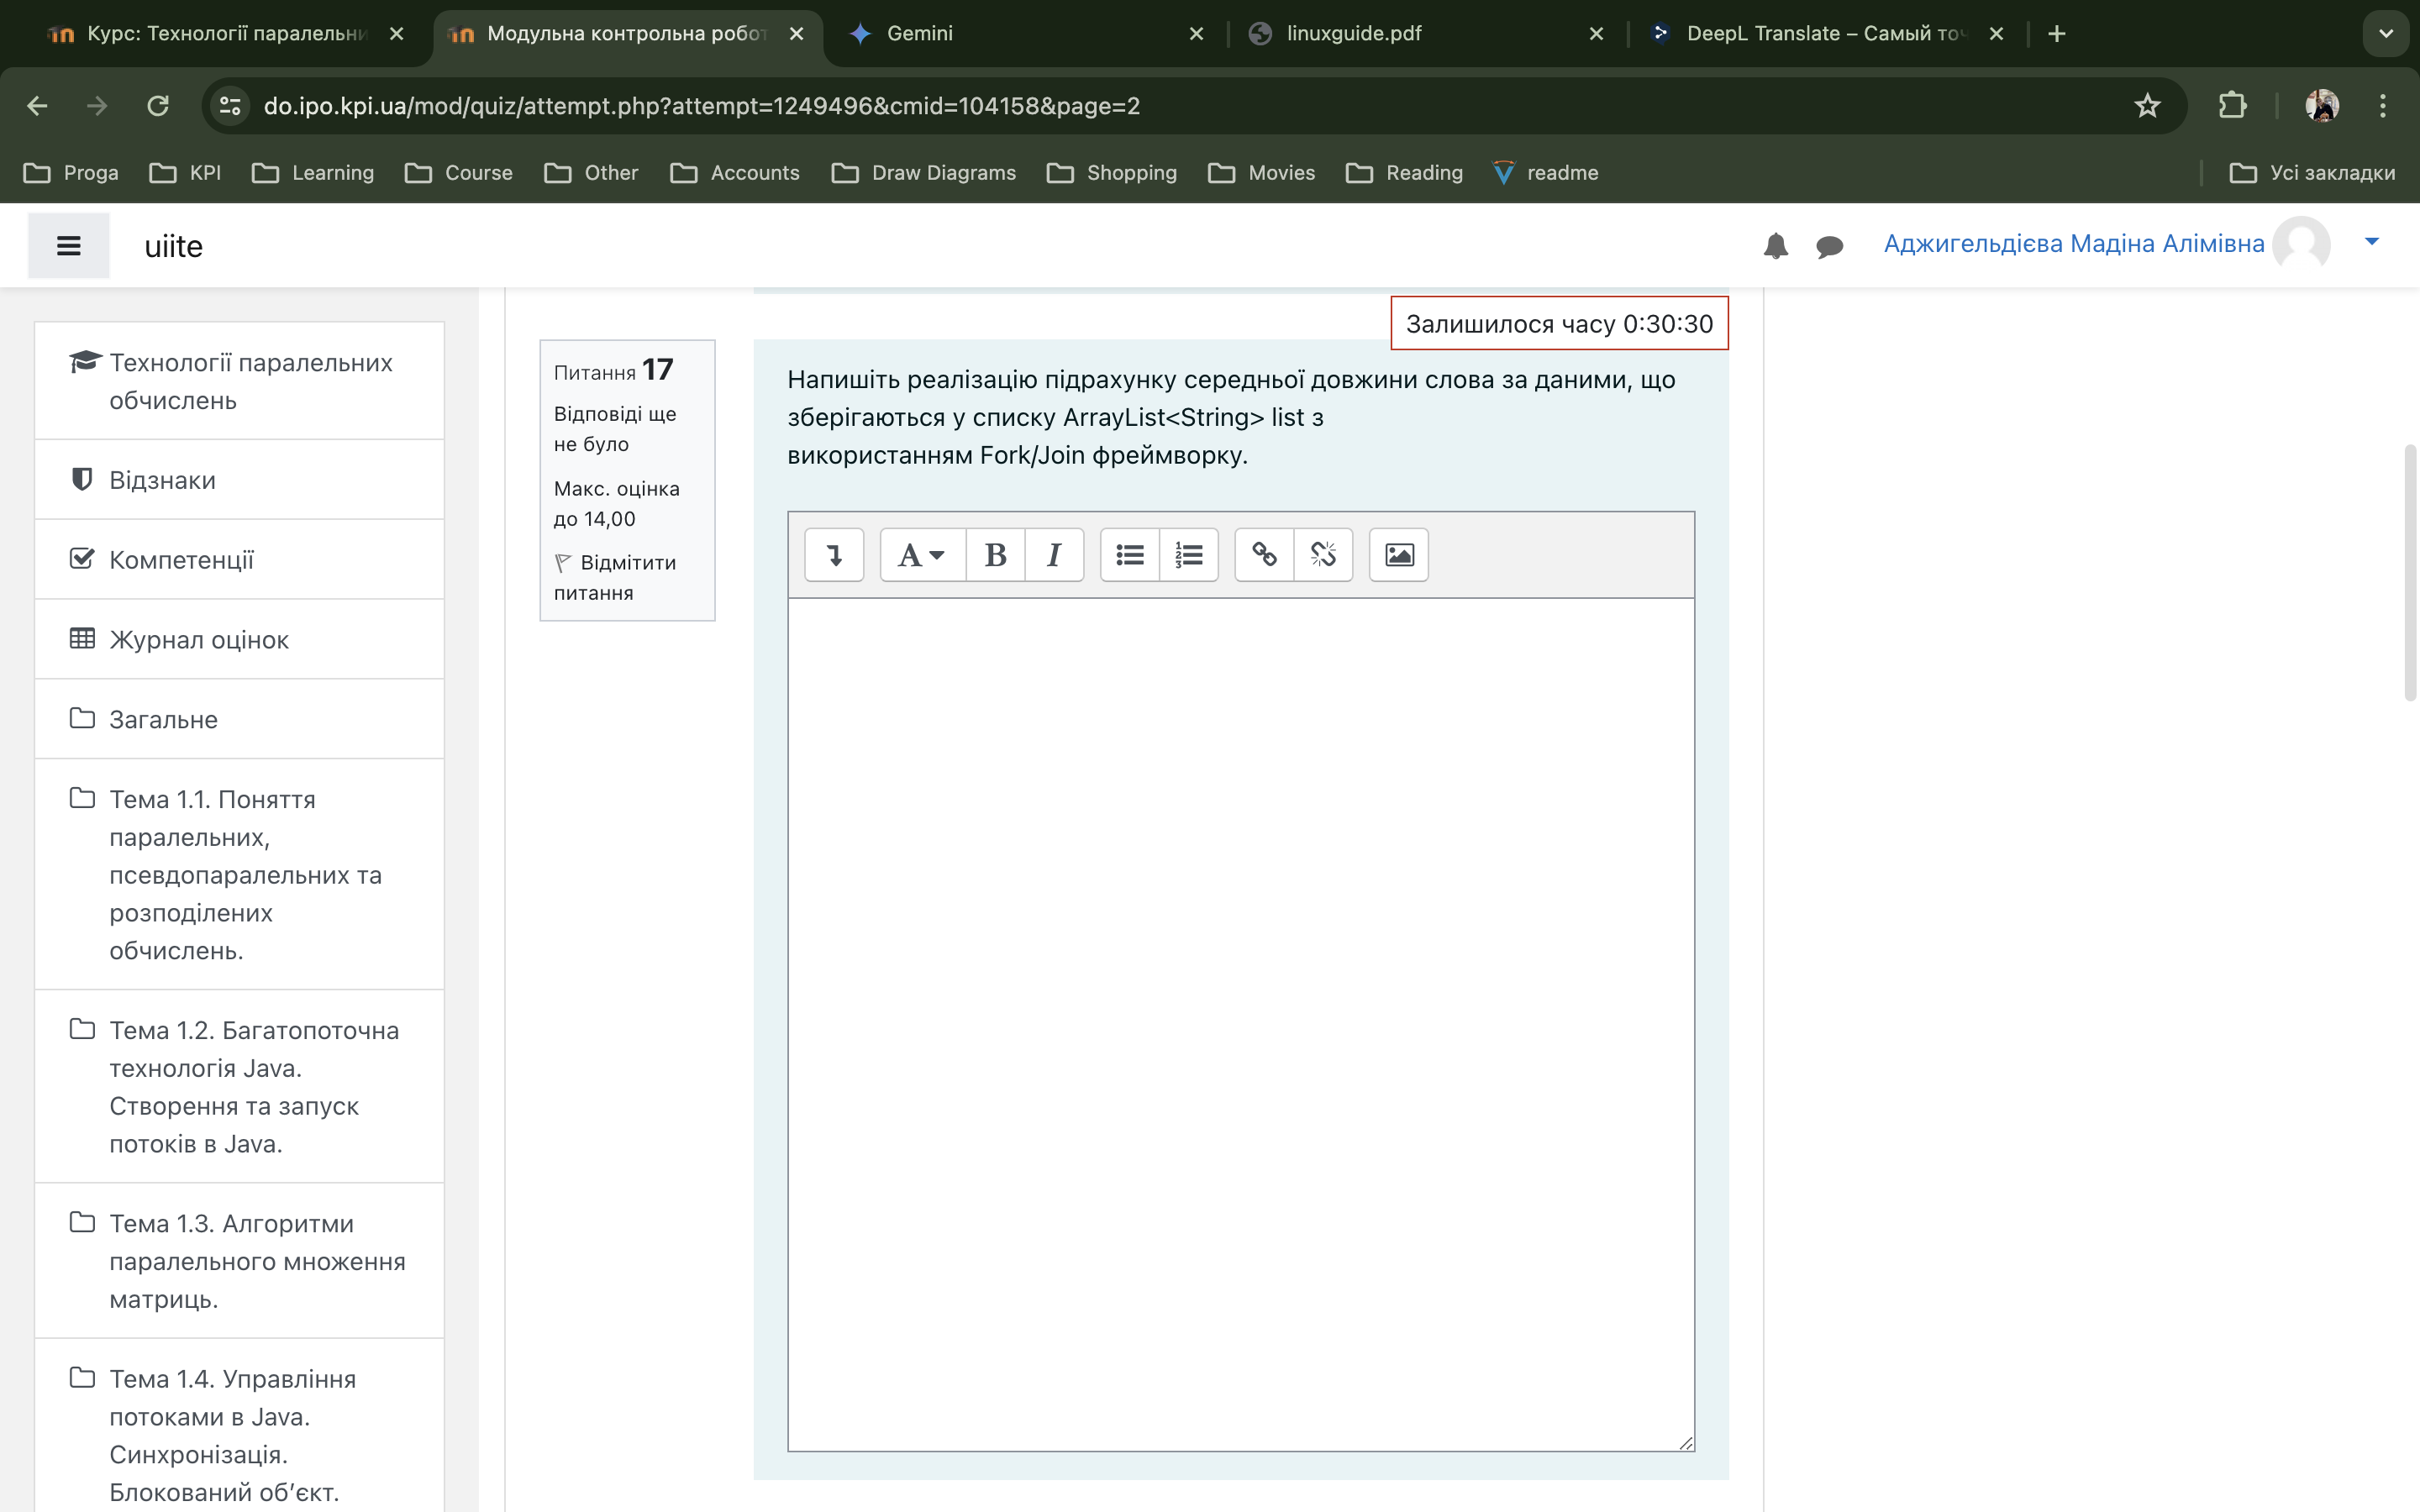 Курс: Технології паралельни
Модульна контрольна робот
Gemini
linuxguide.pdf
DeepL Translate – Самый то
do.ipo.kpi.ua/mod/quiz/attempt.php?attempt=1249496&cmid=104158&page=2
Proga
KPI
Learning
Course
Other
Accounts
Draw Diagrams
Shopping
Movies
Reading
readme
Усі закладки
uiite
Аджигельдієва Мадіна Алімівна
Технології паралельних
обчислень
Відзнаки
Компетенції
Журнал оцінок
Загальне
Тема 1.1. Поняття
паралельних,
псевдопаралельних та
розподілених
обчислень.
Тема 1.2. Багатопоточна
технологія Java.
Створення та запуск
потоків в Java.
Тема 1.3. Алгоритми
паралельного множення
матриць.
Тема 1.4. Управління
потоками в Java.
Синхронізація.
Блокований об’єкт.
Залишилося часу 0:30:30
Питання 17
Відповіді ще
не було
Макс. оцінка
до 14,00
Відмітити
питання
Напишіть реалізацію підрахунку середньої довжини слова за даними, що
зберігаються у списку ArrayList<String> list з
використанням Fork/Join фреймворку.
A B I